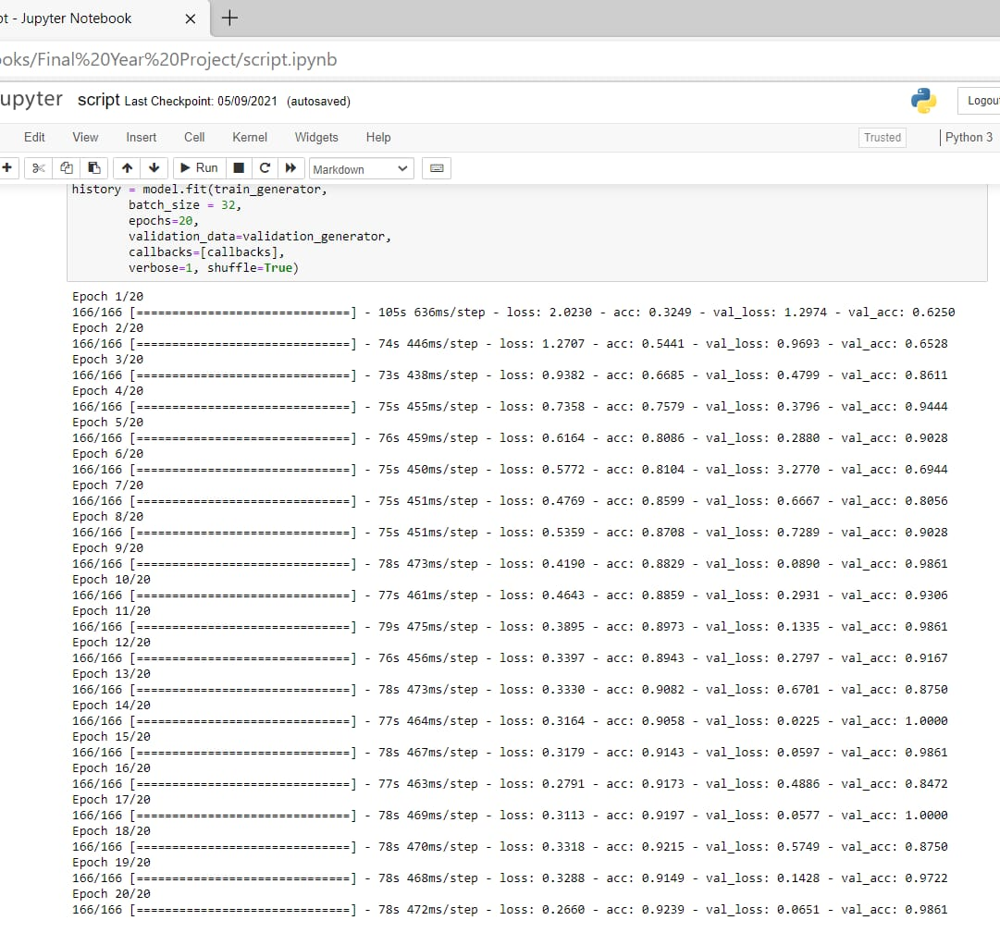 ot - Jupyter Notebook
ooks/Final%20Year%20Project/script.ipynb
upyter script Last Checkpoint: 05/09/2021 (autosaved)
Logout
Edit View Insert Cell Kernel Widgets Help Trusted Python 3
Run Markdown
history = model.fit(train_generator,
batch_size = 32,
epochs=20,
validation_data=validation_generator,
callbacks=[callbacks],
verbose=1, shuffle=True)
Epoch 1/20
166/166 [==============================] - 105s 636ms/step - loss: 2.0230 - acc: 0.3249 - val_loss: 1.2974 - val_acc: 0.6250
Epoch 2/20
166/166 [==============================] - 74s 446ms/step - loss: 1.2707 - acc: 0.5441 - val_loss: 0.9693 - val_acc: 0.6528
Epoch 3/20
166/166 [==============================] - 73s 438ms/step - loss: 0.9382 - acc: 0.6685 - val_loss: 0.4799 - val_acc: 0.8611
Epoch 4/20
166/166 [==============================] - 75s 455ms/step - loss: 0.7358 - acc: 0.7579 - val_loss: 0.3796 - val_acc: 0.9444
Epoch 5/20
166/166 [==============================] - 76s 459ms/step - loss: 0.6164 - acc: 0.8086 - val_loss: 0.2880 - val_acc: 0.9028
Epoch 6/20
166/166 [==============================] - 75s 450ms/step - loss: 0.5772 - acc: 0.8104 - val_loss: 3.2770 - val_acc: 0.6944
Epoch 7/20
166/166 [==============================] - 75s 451ms/step - loss: 0.4769 - acc: 0.8599 - val_loss: 0.6667 - val_acc: 0.8056
Epoch 8/20
166/166 [==============================] - 75s 451ms/step - loss: 0.5359 - acc: 0.8708 - val_loss: 0.7289 - val_acc: 0.9028
Epoch 9/20
166/166 [==============================] - 78s 473ms/step - loss: 0.4190 - acc: 0.8829 - val_loss: 0.0890 - val_acc: 0.9861
Epoch 10/20
166/166 [==============================] - 77s 461ms/step - loss: 0.4643 - acc: 0.8859 - val_loss: 0.2931 - val_acc: 0.9306
Epoch 11/20
166/166 [==============================] - 79s 475ms/step - loss: 0.3895 - acc: 0.8973 - val_loss: 0.1335 - val_acc: 0.9861
Epoch 12/20
166/166 [==============================] - 76s 456ms/step - loss: 0.3397 - acc: 0.8943 - val_loss: 0.2797 - val_acc: 0.9167
Epoch 13/20
166/166 [==============================] - 78s 473ms/step - loss: 0.3330 - acc: 0.9082 - val_loss: 0.6701 - val_acc: 0.8750
Epoch 14/20
166/166 [==============================] - 77s 464ms/step - loss: 0.3164 - acc: 0.9058 - val_loss: 0.0225 - val_acc: 1.0000
Epoch 15/20
166/166 [==============================] - 78s 467ms/step - loss: 0.3179 - acc: 0.9143 - val_loss: 0.0597 - val_acc: 0.9861
Epoch 16/20
166/166 [==============================] - 77s 463ms/step - loss: 0.2791 - acc: 0.9173 - val_loss: 0.4886 - val_acc: 0.8472
Epoch 17/20
166/166 [==============================] - 78s 469ms/step - loss: 0.3113 - acc: 0.9197 - val_loss: 0.0577 - val_acc: 1.0000
Epoch 18/20
166/166 [==============================] - 78s 470ms/step - loss: 0.3318 - acc: 0.9215 - val_loss: 0.5749 - val_acc: 0.8750
Epoch 19/20
166/166 [==============================] - 78s 468ms/step - loss: 0.3288 - acc: 0.9149 - val_loss: 0.1428 - val_acc: 0.9722
Epoch 20/20
166/166 [==============================] - 78s 472ms/step - loss: 0.2660 - acc: 0.9239 - val_loss: 0.0651 - val_acc: 0.9861